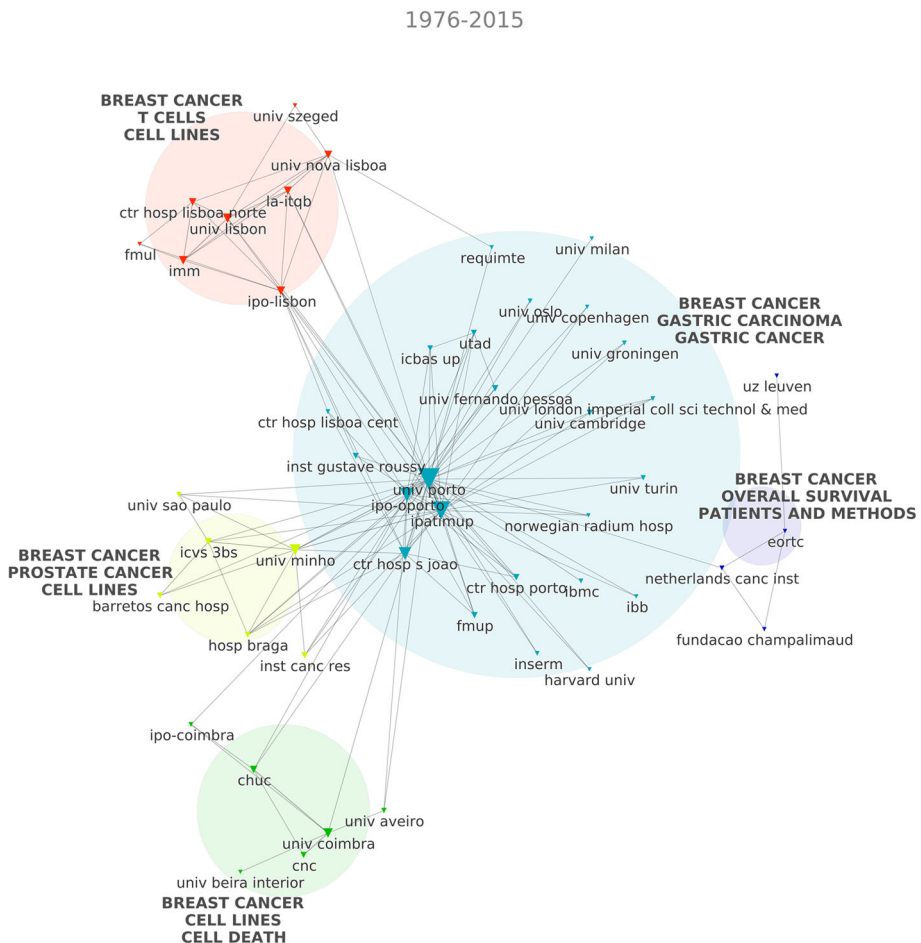 1976-2015
BREAST CANCER
T CELLS
CELL LINES
univ szeged
univ nova lisboa
la-itqb
ctr hosp lisboa norte
univ lisbon
fmul
imm
ipo-lisbon
requimte
univ milan
univ oslo
univ copenhagen
utad
icbas up
univ groningen
BREAST CANCER
GASTRIC CARCINOMA
GASTRIC CANCER
uz leuven
univ fernando pessoa
univ london imperial coll sci technol & med
ctr hosp lisboa cent
univ cambridge
inst gustave roussy
univ porto
ipo-oporto
ipatimup
univ turin
norwegian radium hosp
BREAST CANCER
OVERALL SURVIVAL
PATIENTS AND METHODS
eortc
netherlands canc inst
fundacao champalimaud
univ sao paulo
icvs 3bs
univ minho
ctr hosp s joao
BREAST CANCER
PROSTATE CANCER
CELL LINES
barretos canc hosp
hosp braga
inst canc res
ctr hosp porto
ibmc
ibb
fmup
inserm
harvard univ
ipo-coimbra
chuc
univ aveiro
univ coimbra
cnc
univ beira interior
BREAST CANCER
CELL LINES
CELL DEATH